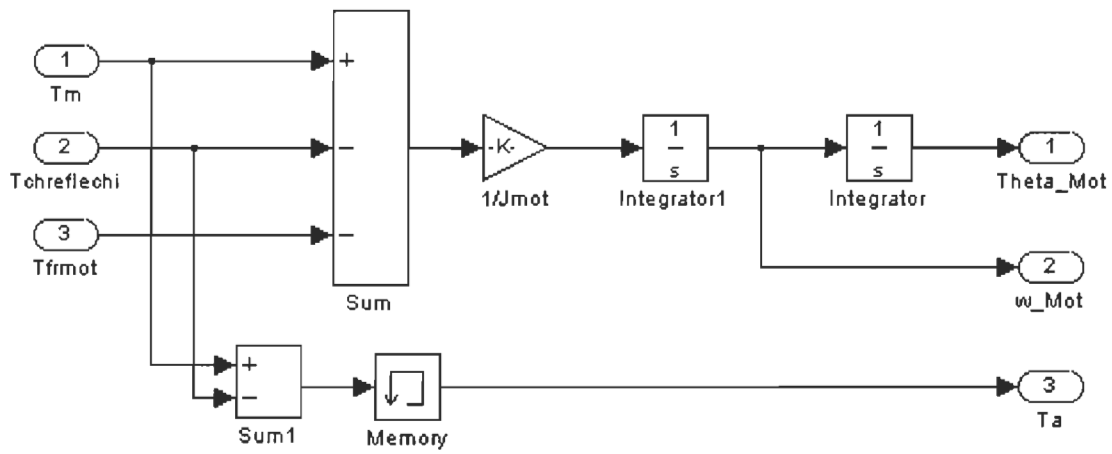 1
Tm
2
Tchreflechi
3
Tfrmot
+
−
−
Sum
-K-
1/Jmot
1
s
Integrator1
1
s
Integrator
1
Theta_Mot
2
w_Mot
+
−
Sum1
Memory
3
Ta